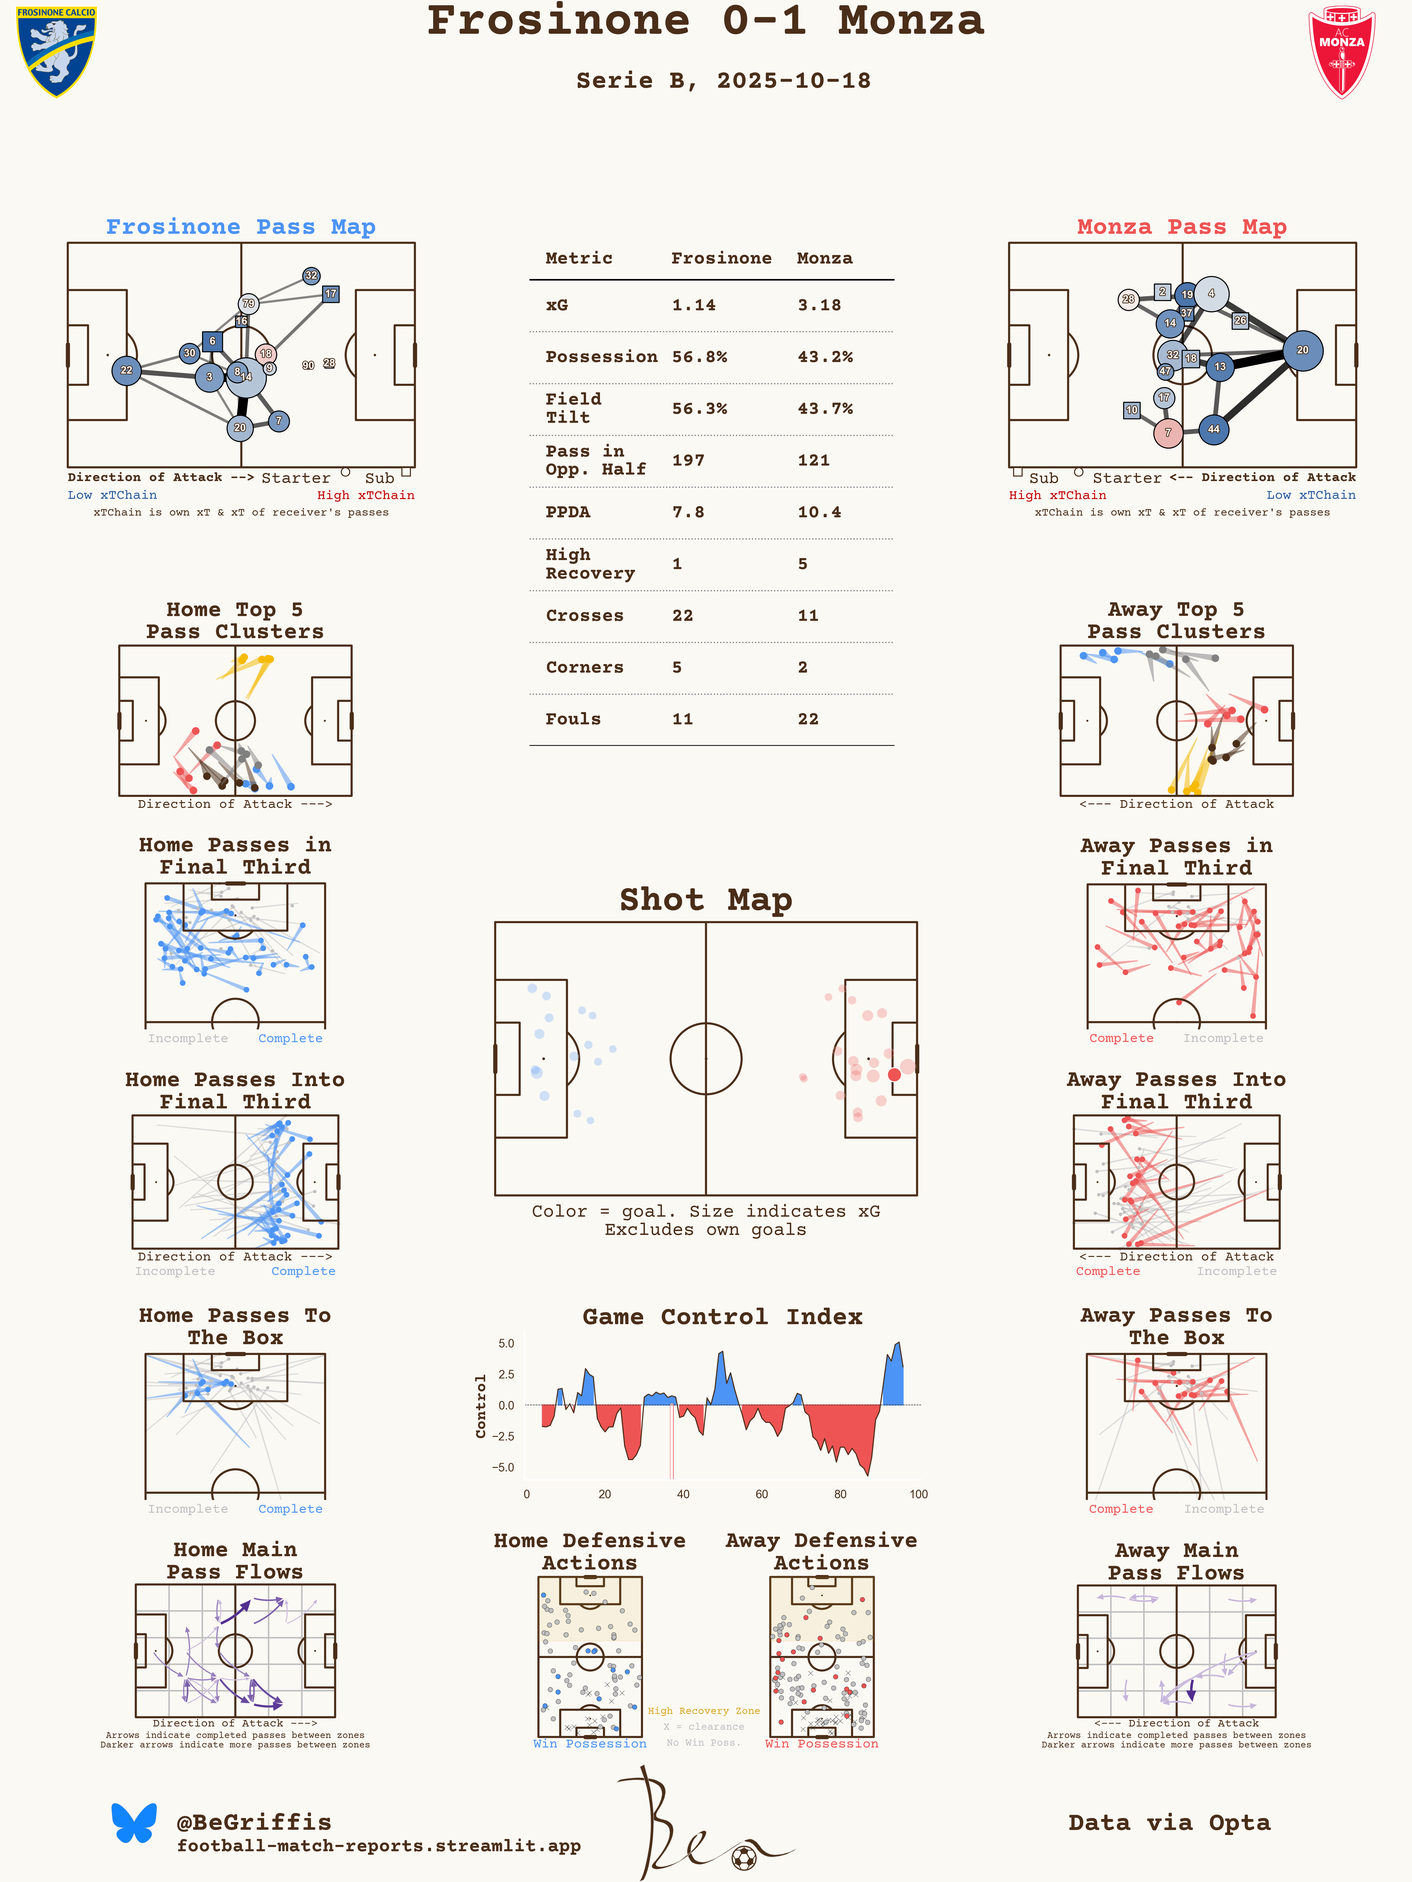 FROSINONE CALCIO
Frosinone 0-1 Monza
AC
MONZA
Serie B, 2025-10-18
Frosinone Pass Map
32
17
79
16
6
30
18
22
3
8
14
9
90
28
20
7
Direction of Attack --> Starter Sub
Low xTChain High xTChain
xTChain is own xT & xT of receiver's passes
Metric Frosinone Monza
xG 1.14 3.18
Possession 56.8% 43.2%
Field
Tilt 56.3% 43.7%
Pass in
Opp. Half 197 121
PPDA 7.8 10.4
High
Recovery 1 5
Crosses 22 11
Corners 5 2
Fouls 11 22
Monza Pass Map
28
2
19
4
37
14
26
32
18
20
47
13
17
10
7
44
Sub Starter <-- Direction of Attack
High xTChain Low xTChain
xTChain is own xT & xT of receiver's passes
Home Top 5
Pass Clusters
Direction of Attack --->
Away Top 5
Pass Clusters
<--- Direction of Attack
Home Passes in
Final Third
Incomplete Complete
Shot Map
Color = goal. Size indicates xG
Excludes own goals
Away Passes in
Final Third
Complete Incomplete
Home Passes Into
Final Third
Direction of Attack --->
Incomplete Complete
Away Passes Into
Final Third
<--- Direction of Attack
Complete Incomplete
Home Passes To
The Box
Incomplete Complete
Game Control Index
Control
5.0
2.5
0.0
−2.5
−5.0
0 20 40 60 80 100
Away Passes To
The Box
Complete Incomplete
Home Main
Pass Flows
Direction of Attack --->
Arrows indicate completed passes between zones
Darker arrows indicate more passes between zones
Home Defensive
Actions
Win Possession
High Recovery Zone
X = clearance
No Win Poss.
Away Defensive
Actions
Win Possession
Away Main
Pass Flows
<--- Direction of Attack
Arrows indicate completed passes between zones
Darker arrows indicate more passes between zones
@BeGriffis
football-match-reports.streamlit.app
Ben
Data via Opta